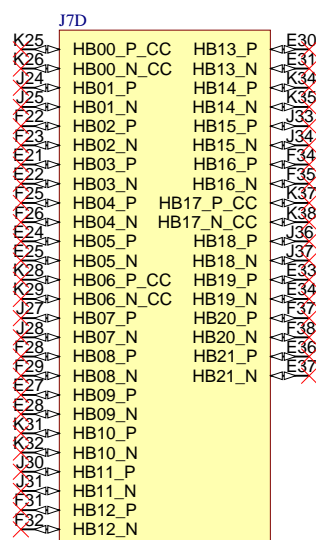 J7D
K25 HB00_P_CC HB13_P E30
K26 HB00_N_CC HB13_N E31
J24 HB01_P HB14_P K34
J25 HB01_N HB14_N K35
F22 HB02_P HB15_P J33
F23 HB02_N HB15_N J34
E21 HB03_P HB16_P F34
E22 HB03_N HB16_N F35
F25 HB04_P HB17_P_CC K37
F26 HB04_N HB17_N_CC K38
E24 HB05_P HB18_P J36
E25 HB05_N HB18_N J37
K28 HB06_P_CC HB19_P E33
K29 HB06_N_CC HB19_N E34
J27 HB07_P HB20_P F37
J28 HB07_N HB20_N F38
F28 HB08_P HB21_P E36
F29 HB08_N HB21_N E37
E27 HB09_P
E28 HB09_N
K31 HB10_P
K32 HB10_N
J30 HB11_P
J31 HB11_N
F31 HB12_P
F32 HB12_N